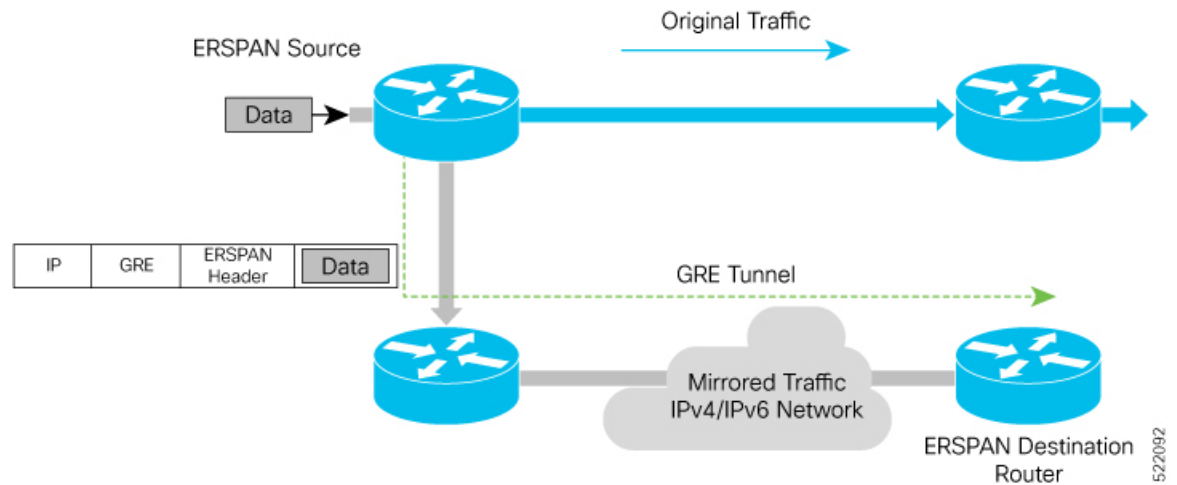 Original Traffic
ERSPAN Source
Data
IP
GRE
ERSPAN
Header
Data
GRE Tunnel
Mirrored Traffic
IPv4/IPv6 Network
ERSPAN Destination
Router
522092